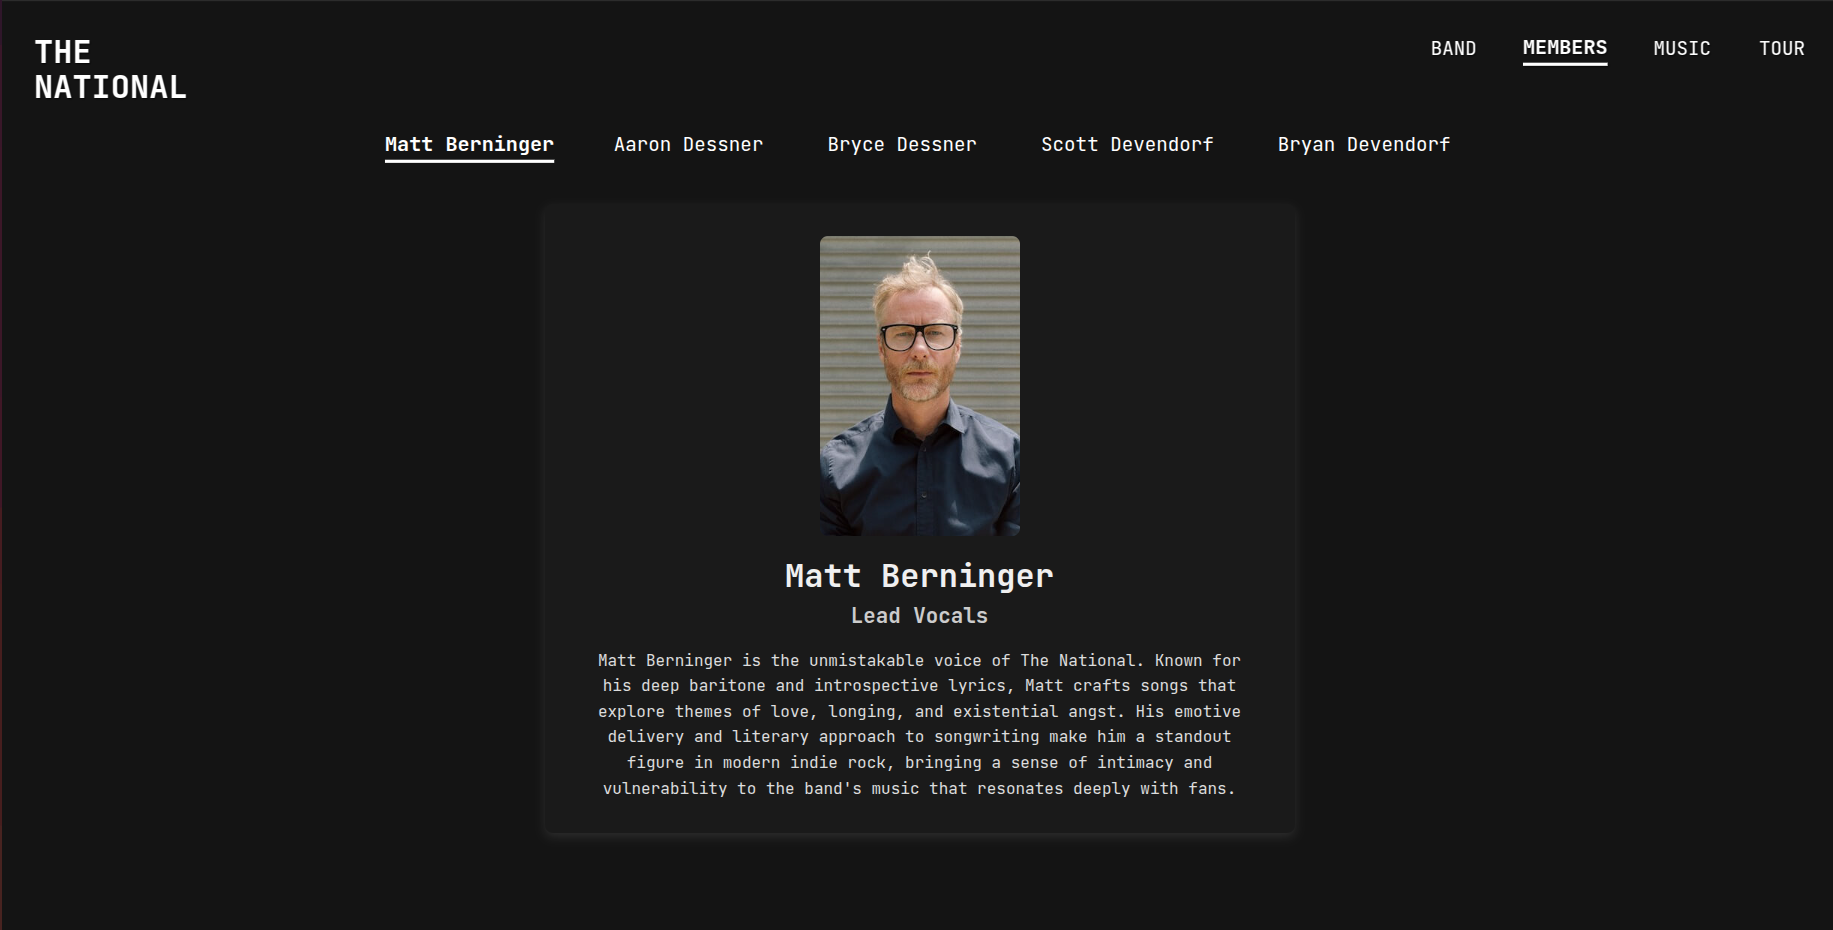 THE
NATIONAL
BAND MEMBERS MUSIC TOUR
Matt Berninger Aaron Dessner Bryce Dessner Scott Devendorf Bryan Devendorf
Matt Berninger
Lead Vocals
Matt Berninger is the unmistakable voice of The National. Known for
his deep baritone and introspective lyrics, Matt crafts songs that
explore themes of love, longing, and existential angst. His emotive
delivery and literary approach to songwriting make him a standout
figure in modern indie rock, bringing a sense of intimacy and
vulnerability to the band's music that resonates deeply with fans.